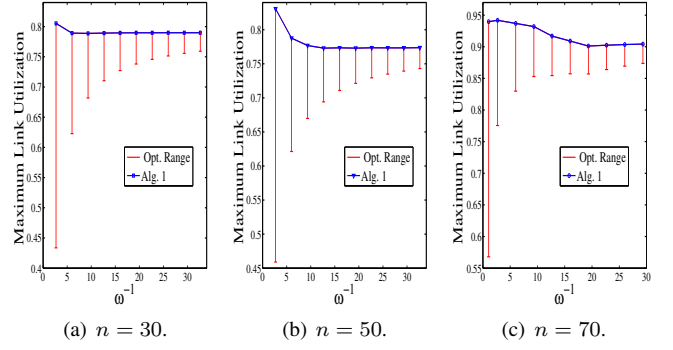 Maximum Link Utilization
0.8
0.75
0.7
0.65
0.6
0.55
0.5
0.45
0.4
0 5 10 15 20 25 30
ω⁻¹
Opt. Range
Alg. 1
(a) n = 30.
Maximum Link Utilization
0.8
0.75
0.7
0.65
0.6
0.55
0.5
0.45
0 5 10 15 20 25 30
ω⁻¹
Opt. Range
Alg. 1
(b) n = 50.
Maximum Link Utilization
0.95
0.9
0.85
0.8
0.75
0.7
0.65
0.6
0.55
0 5 10 15 20 25 30
ω⁻¹
Opt. Range
Alg. 1
(c) n = 70.